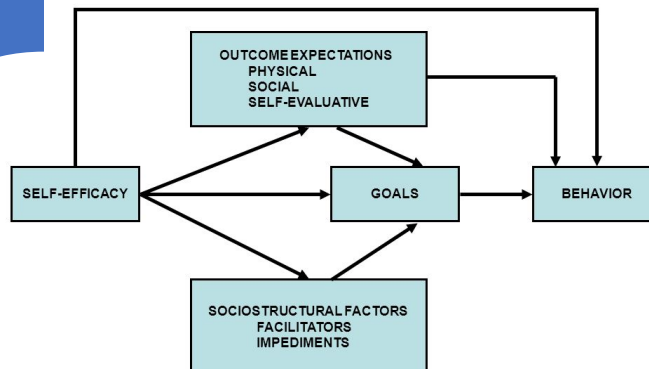 OUTCOME EXPECTATIONS
PHYSICAL
SOCIAL
SELF-EVALUATIVE
SELF-EFFICACY
GOALS
BEHAVIOR
SOCIOSTRUCTURAL FACTORS
FACILITATORS
IMPEDIMENTS